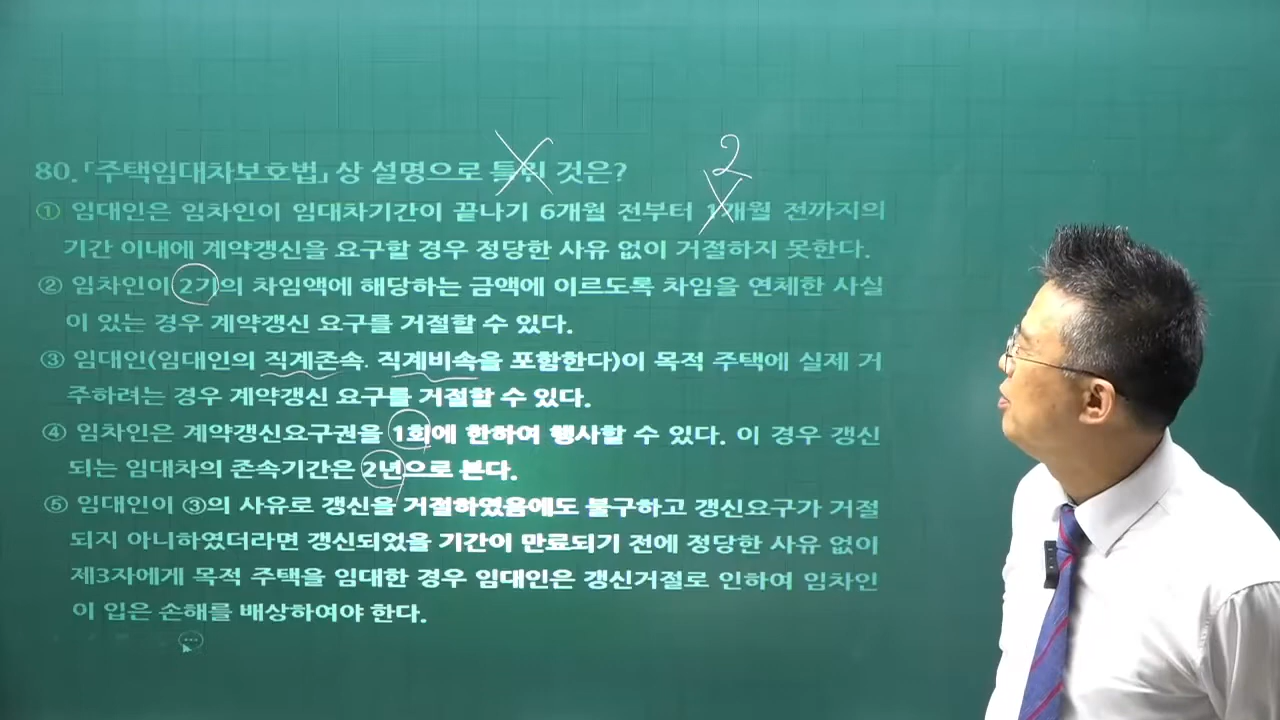 2
80.「주택임대차보호법」상 설명으로 틀린 것은?
① 임대인은 임차인이 임대차기간이 끝나기 6개월 전부터 1개월 전까지의
기간 이내에 계약갱신을 요구할 경우 정당한 사유 없이 거절하지 못한다.
② 임차인이 2기의 차임액에 해당하는 금액에 이르도록 차임을 연체한 사실
이 있는 경우 계약갱신 요구를 거절할 수 있다.
③ 임대인(임대인의 직계존속·직계비속을 포함한다)이 목적 주택에 실제 거
주하려는 경우 계약갱신 요구를 거절할 수 있다.
④ 임차인은 계약갱신요구권을 1회에 한하여 행사할 수 있다. 이 경우 갱신
되는 임대차의 존속기간은 2년으로 본다.
⑤ 임대인이 ③의 사유로 갱신을 거절하였음에도 불구하고 갱신요구가 거절
되지 아니하였더라면 갱신되었을 기간이 만료되기 전에 정당한 사유 없이
제3자에게 목적 주택을 임대한 경우 임대인은 갱신거절로 인하여 임차인
이 입은 손해를 배상하여야 한다.